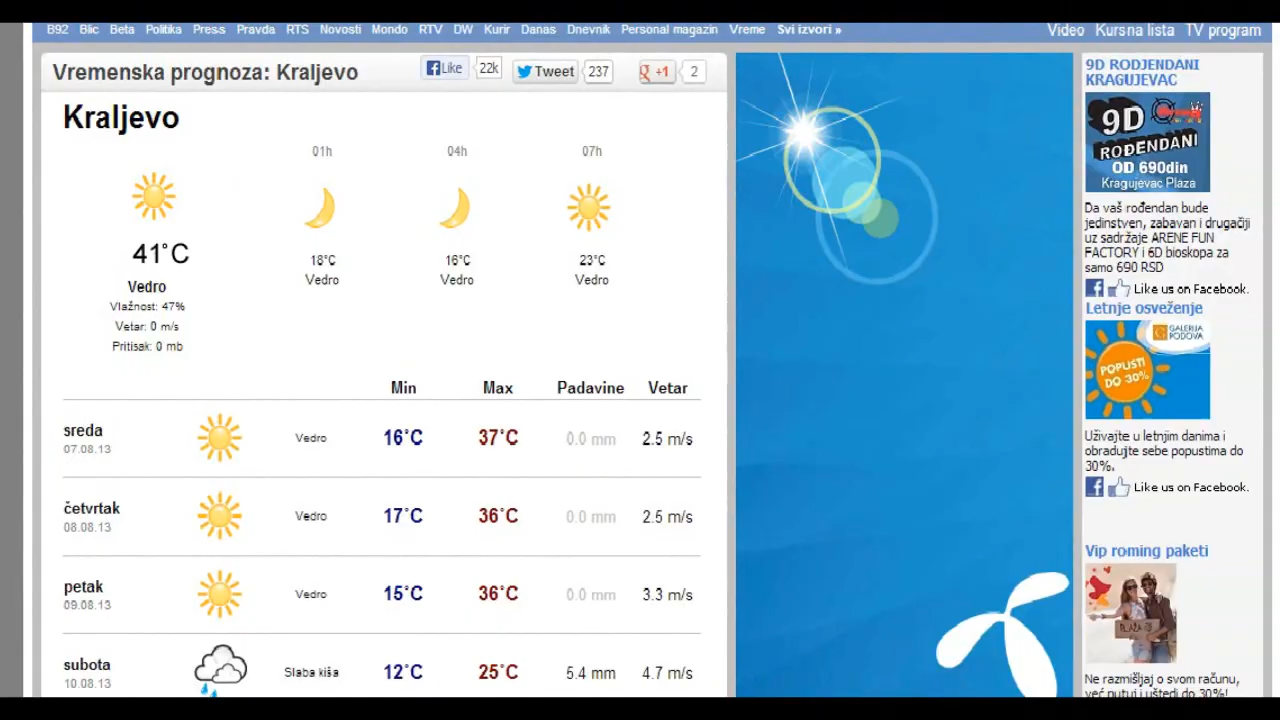 B92 Blic Beta Politika Press Pravda RTS Novosti Mondo RTV DW Kurir Danas Dnevnik Personal magazin Vreme Svi izvori »
Video Kursna lista TV program
Vremenska prognoza: Kraljevo
Like 22k
Tweet 237
+1 2
Kraljevo
41°C
Vedro
Vlažnost: 47%
Vetar: 0 m/s
Pritisak: 0 mb
01h
18°C
Vedro
04h
16°C
Vedro
07h
23°C
Vedro
Min Max Padavine Vetar
sreda
07.08.13
Vedro 16°C 37°C 0.0 mm 2.5 m/s
četvrtak
08.08.13
Vedro 17°C 36°C 0.0 mm 2.5 m/s
petak
09.08.13
Vedro 15°C 36°C 0.0 mm 3.3 m/s
subota
10.08.13
Slaba kiša 12°C 25°C 5.4 mm 4.7 m/s
9D RODJENDANI
KRAGUJEVAC
9D
ROĐENDANI
OD 690din
Kragujevac Plaza
Da vaš rođendan bude
jedinstven, zabavan i drugačiji
uz sadržaje ARENE FUN
FACTORY i 6D bioskopa za
samo 690 RSD
Like us on Facebook.
Letnje osveženje
GALERIJA
PODOVA
POPUSTI
DO 30%
Uživajte u letnjim danima i
obradujte sebe popustima do
30%.
Like us on Facebook.
Vip roming paketi
Ne razmišljaj o svom računu,
već putuj i uštedi do 30%!